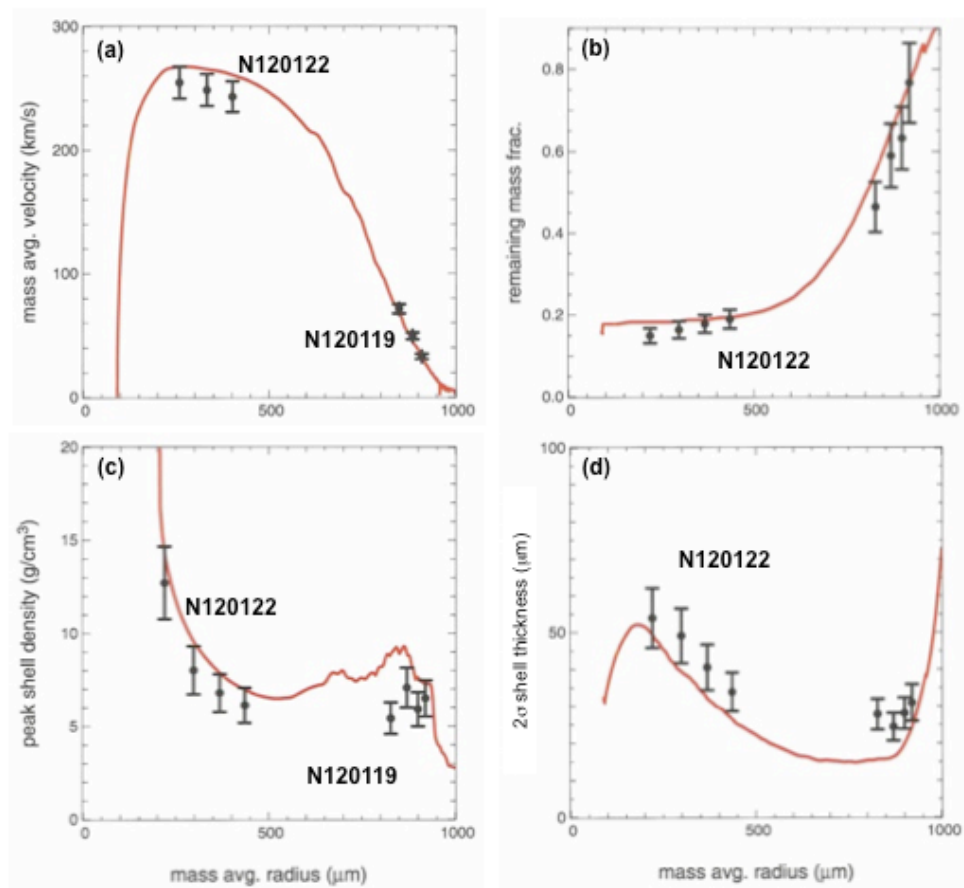 (a)
N120122
N120119
mass avg. velocity (km/s)
300
200
100
0
0
500
1000
(b)
N120122
remaining mass frac.
0.8
0.6
0.4
0.2
0.0
0
500
1000
(c)
N120122
N120119
peak shell density (g/cm³)
20
15
10
5
0
0
500
1000
mass avg. radius (μm)
(d)
N120122
2σ shell thickness (μm)
100
50
0
0
500
1000
mass avg. radius (μm)